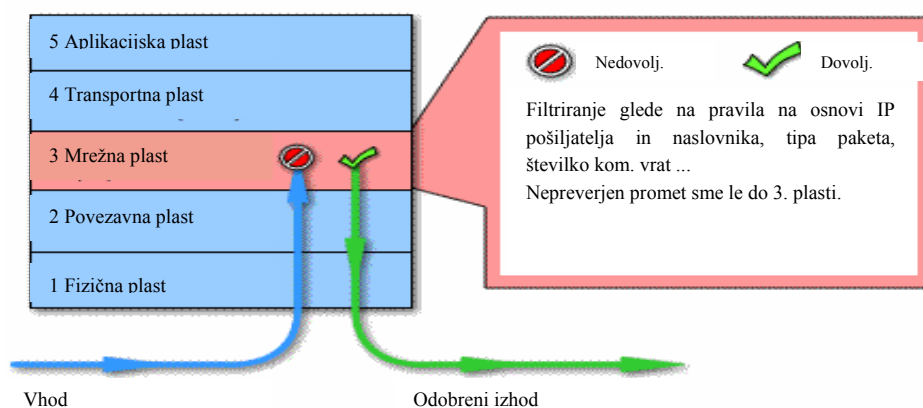 5 Aplikacijska plast
4 Transportna plast
3 Mrežna plast
2 Povezavna plast
1 Fizična plast
Nedovolj.
Dovolj.
Filtriranje glede na pravila na osnovi IP
pošiljatelja in naslovnika, tipa paketa,
številko kom. vrat ...
Nepreverjen promet sme le do 3. plasti.
Vhod
Odobreni izhod